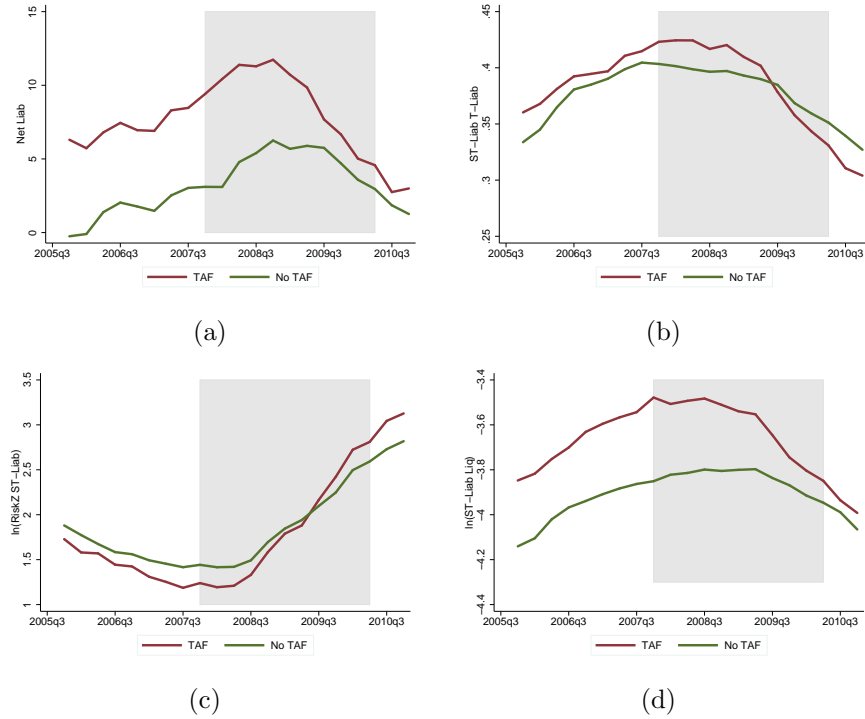 Net Liab
15
10
5
0
2005q3 2006q3 2007q3 2008q3 2009q3 2010q3
TAF No TAF
(a)
ST−Liab T−Liab
.45
.4
.35
.3
.25
2005q3 2006q3 2007q3 2008q3 2009q3 2010q3
TAF No TAF
(b)
ln(RiskZ ST−Liab)
3.5
3
2.5
2
1.5
1
2005q3 2006q3 2007q3 2008q3 2009q3 2010q3
TAF No TAF
(c)
ln(ST−Liab Liq)
−3.4
−3.6
−3.8
−4
−4.2
−4.4
2005q3 2006q3 2007q3 2008q3 2009q3 2010q3
TAF No TAF
(d)